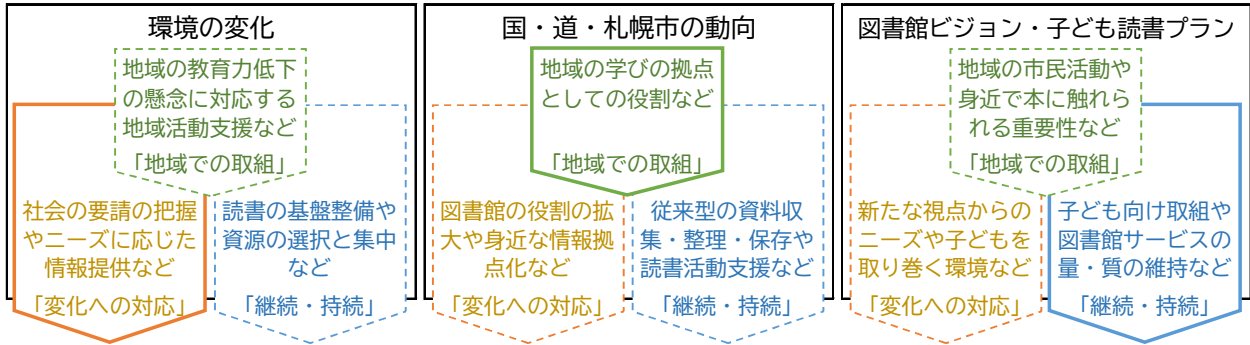 環境の変化
地域の教育力低下
の懸念に対応する
地域活動支援など
「地域での取組」
社会の要請の把握
やニーズに応じた
情報提供など
「変化への対応」
読書の基盤整備や
資源の選択と集中
など
「継続・持続」
国・道・札幌市の動向
地域の学びの拠点
としての役割など
「地域での取組」
図書館の役割の拡
大や身近な情報拠
点化など
「変化への対応」
従来型の資料収
集・整理・保存や
読書活動支援など
「継続・持続」
図書館ビジョン・子ども読書プラン
地域の市民活動や
身近で本に触れら
れる重要性など
「地域での取組」
新たな視点からの
ニーズや子どもを
取り巻く環境など
「変化への対応」
子ども向け取組や
図書館サービスの
量・質の維持など
「継続・持続」